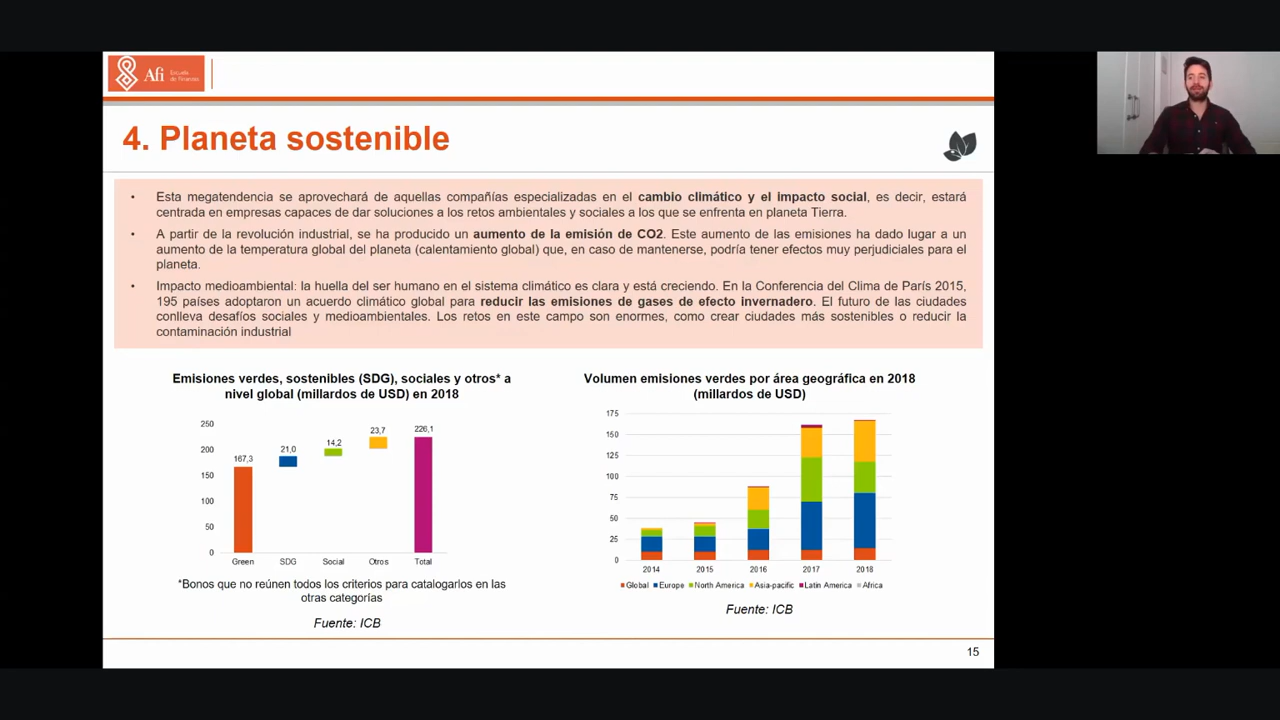 Afi Escuela
de Finanzas
4. Planeta sostenible
• Esta megatendencia se aprovechará de aquellas compañías especializadas en el cambio climático y el impacto social, es decir, estará
centrada en empresas capaces de dar soluciones a los retos ambientales y sociales a los que se enfrenta en planeta Tierra.
• A partir de la revolución industrial, se ha producido un aumento de la emisión de CO2. Este aumento de las emisiones ha dado lugar a un
aumento de la temperatura global del planeta (calentamiento global) que, en caso de mantenerse, podría tener efectos muy perjudiciales para el
planeta.
• Impacto medioambiental: la huella del ser humano en el sistema climático es clara y está creciendo. En la Conferencia del Clima de París 2015,
195 países adoptaron un acuerdo climático global para reducir las emisiones de gases de efecto invernadero. El futuro de las ciudades
conlleva desafíos sociales y medioambientales. Los retos en este campo son enormes, como crear ciudades más sostenibles o reducir la
contaminación industrial
Emisiones verdes, sostenibles (SDG), sociales y otros* a
nivel global (millardos de USD) en 2018
250
200
150
100
50
0
167,3
21,0
14,2
23,7
226,1
Green SDG Social Otros Total
*Bonos que no reúnen todos los criterios para catalogarlos en las
otras categorías
Fuente: ICB
Volumen emisiones verdes por área geográfica en 2018
(millardos de USD)
175
150
125
100
75
50
25
0
2014 2015 2016 2017 2018
Global Europe North America Asia-pacific Latin America Africa
Fuente: ICB
15